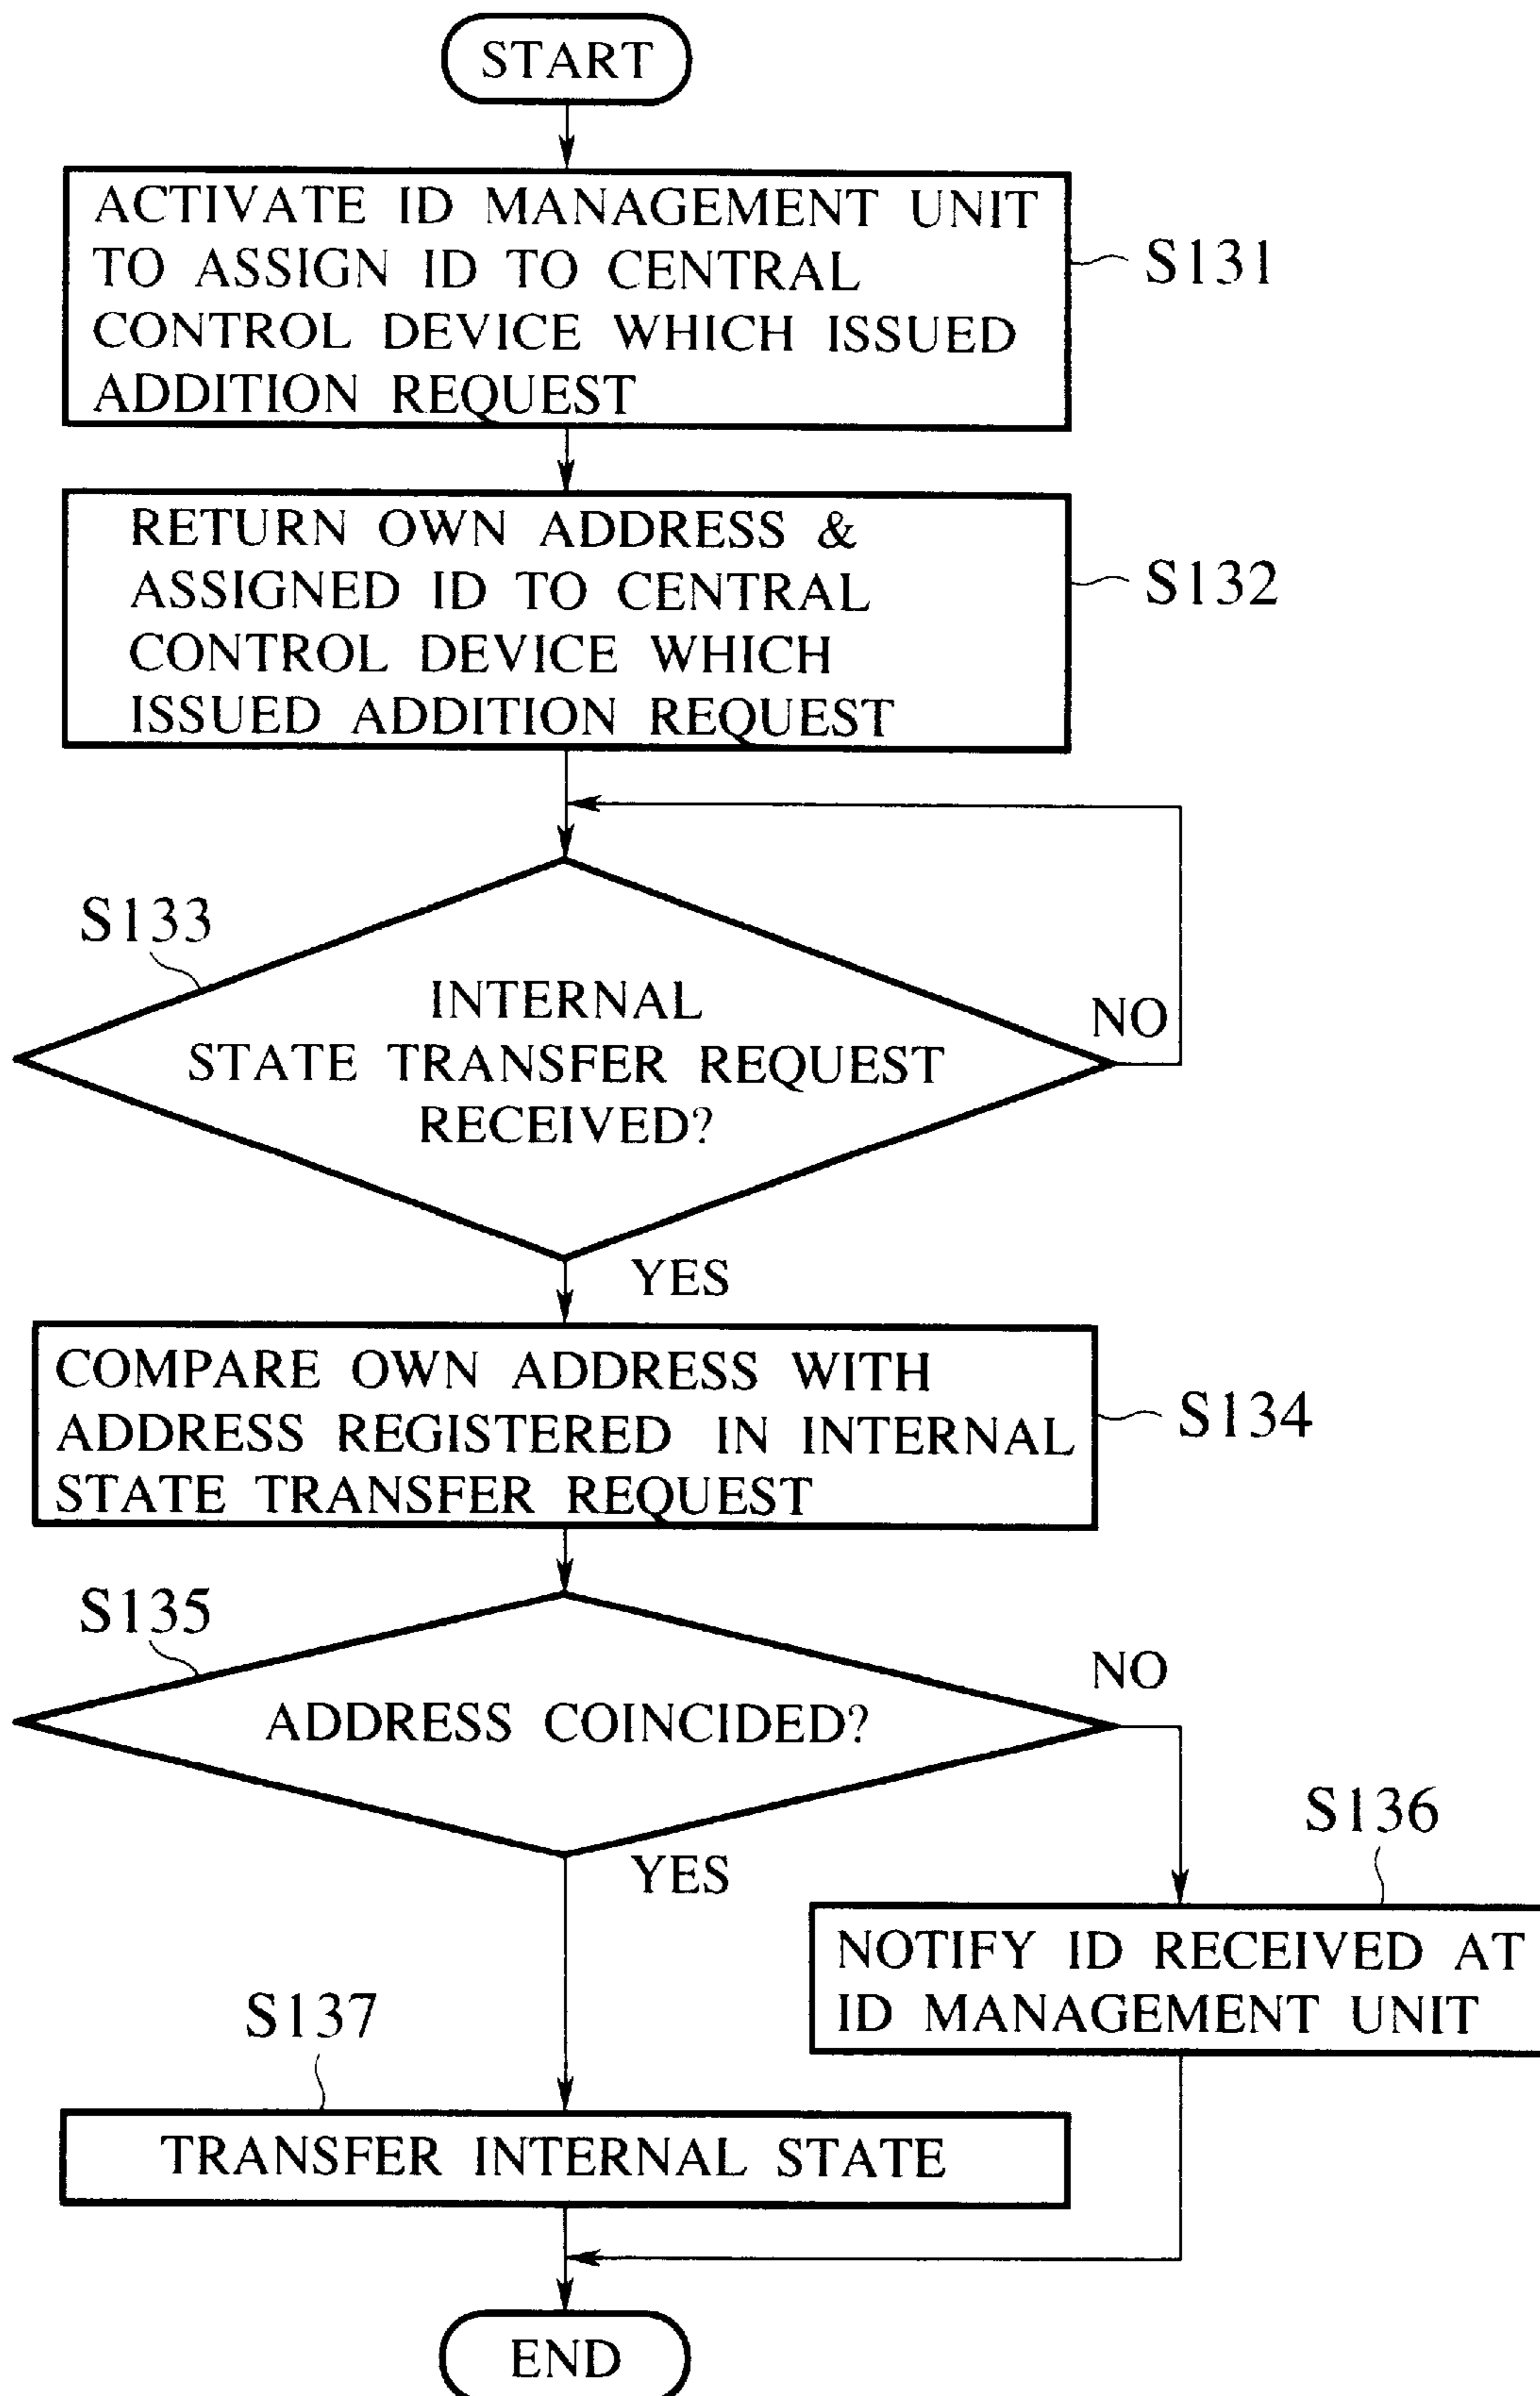 START
ACTIVATE ID MANAGEMENT UNIT
TO ASSIGN ID TO CENTRAL
CONTROL DEVICE WHICH ISSUED
ADDITION REQUEST
S131
RETURN OWN ADDRESS &
ASSIGNED ID TO CENTRAL
CONTROL DEVICE WHICH
ISSUED ADDITION REQUEST
S132
S133
INTERNAL
STATE TRANSFER REQUEST
RECEIVED?
NO
YES
COMPARE OWN ADDRESS WITH
ADDRESS REGISTERED IN INTERNAL
STATE TRANSFER REQUEST
S134
S135
ADDRESS COINCIDED?
NO
YES
S136
NOTIFY ID RECEIVED AT
ID MANAGEMENT UNIT
S137
TRANSFER INTERNAL STATE
END